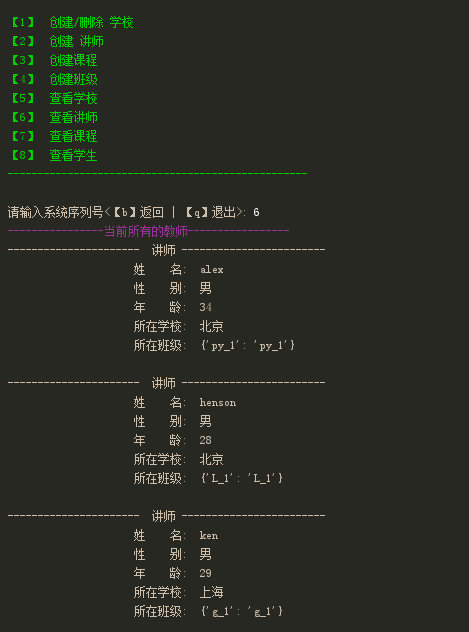 【1】 创建/删除 学校
【2】 创建 讲师
【3】 创建课程
【4】 创建班级
【5】 查看学校
【6】 查看讲师
【7】 查看课程
【8】 查看学生
--------------------------------------------------
请输入系统序列号<【b】返回 | 【q】退出>: 6
----------------当前所有的教师-----------------
---------------------- 讲师 ------------------------
姓    名: alex
性    别: 男
年    龄: 34
所在学校: 北京
所在班级: {'py_1': 'py_1'}
---------------------- 讲师 ------------------------
姓    名: henson
性    别: 男
年    龄: 28
所在学校: 北京
所在班级: {'L_1': 'L_1'}
---------------------- 讲师 ------------------------
姓    名: ken
性    别: 男
年    龄: 29
所在学校: 上海
所在班级: {'g_1': 'g_1'}